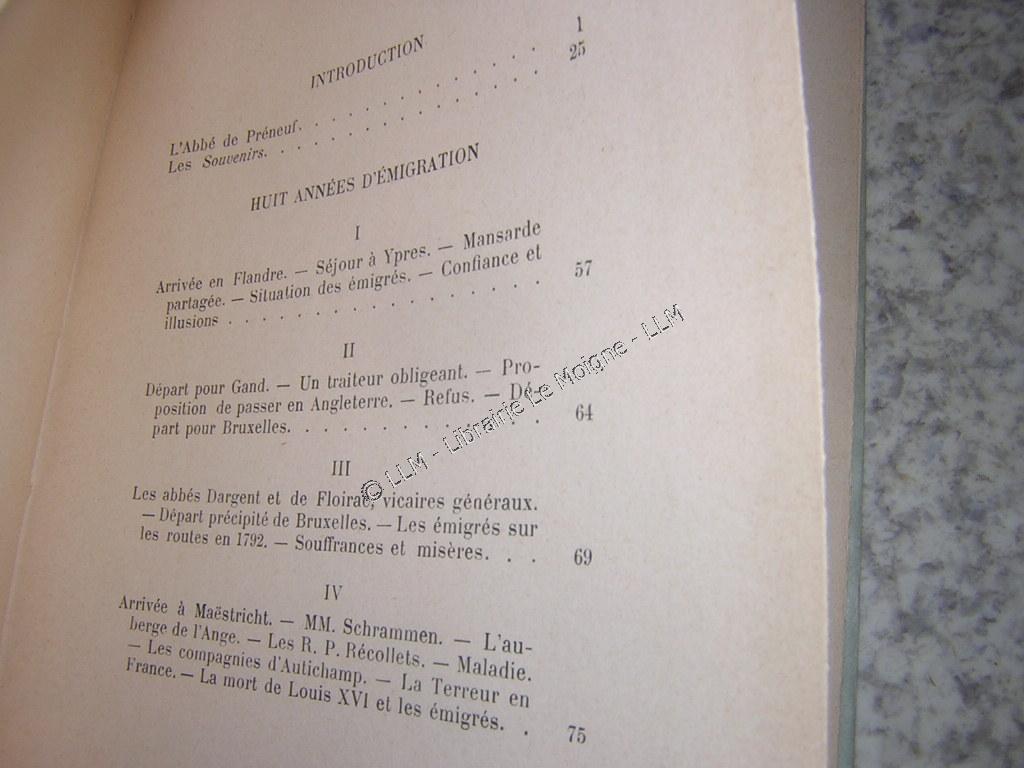 INTRODUCTION
L'Abbé de Préneuf. . . . . . . . . . . . 1
Les Souvenirs. . . . . . . . . . . . . 25
HUIT ANNÉES D'ÉMIGRATION
I
Arrivée en Flandre. — Séjour à Ypres. — Mansarde
partagée. — Situation des émigrés. — Confiance et
illusions . . . . . . . . . . . . . . . 57
II
Départ pour Gand. — Un traiteur obligeant. — Pro-
position de passer en Angleterre. — Refus. — Dé-
part pour Bruxelles. . . . . . . . . . . . 64
III
Les abbés Dargent et de Floirac, vicaires généraux.
— Départ précipité de Bruxelles. — Les émigrés sur
les routes en 1792. — Souffrances et misères. . . 69
IV
Arrivée à Maëstricht. — MM. Schrammen. — L'au-
berge de l'Ange. — Les R. P. Récollets. — Maladie.
— Les compagnies d'Autichamp. — La Terreur en
France. — La mort de Louis XVI et les émigrés. . 75
© LLM - Librairie Le Moigne - LLM